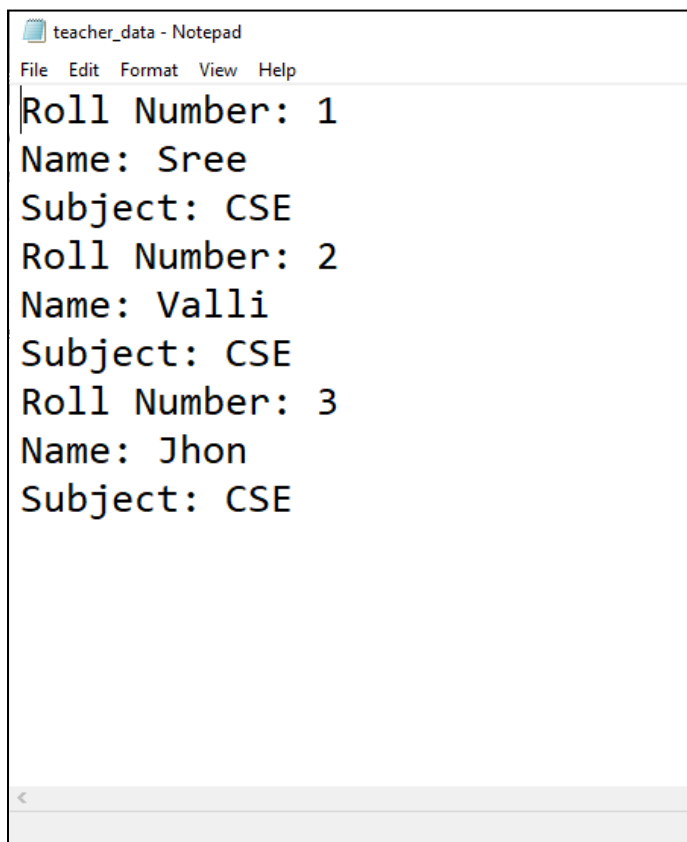 teacher_data - Notepad
File Edit Format View Help
Roll Number: 1
Name: Sree
Subject: CSE
Roll Number: 2
Name: Valli
Subject: CSE
Roll Number: 3
Name: Jhon
Subject: CSE